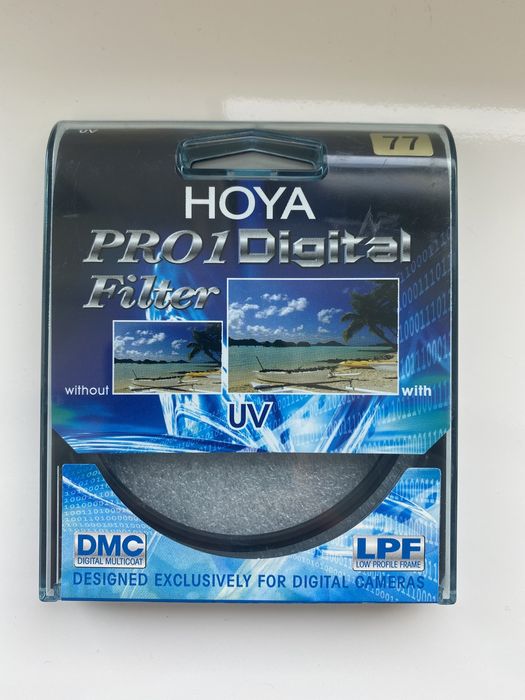 UV
77
HOYA
PRO1 Digital
Filter
without
with
UV
DMC
DIGITAL MULTICOAT
LPF
LOW PROFILE FRAME
DESIGNED EXCLUSIVELY FOR DIGITAL CAMERAS